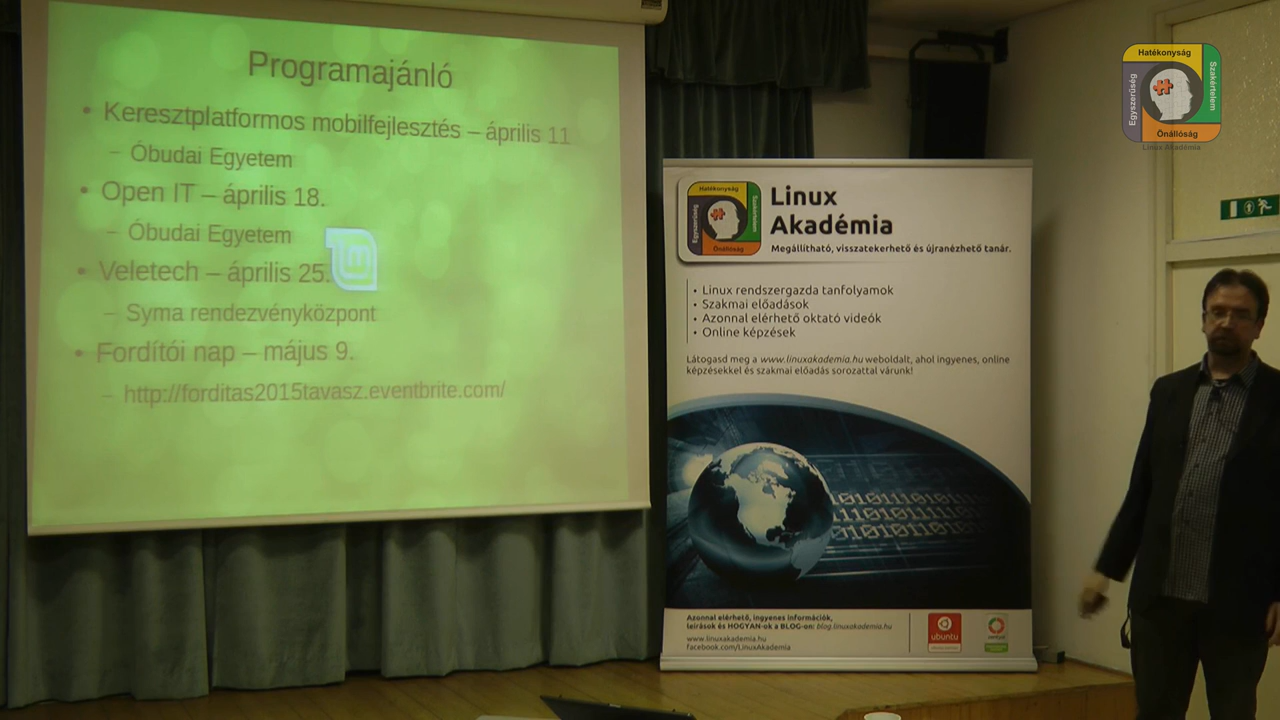 Programajánló
• Keresztplatformos mobilfejlesztés – április 11
– Óbudai Egyetem
• Open IT – április 18.
– Óbudai Egyetem
• Veletech – április 25.
– Syma rendezvényközpont
• Fordítói nap – május 9.
– http://forditas2015tavasz.eventbrite.com/
Hatékonyság
Egyszerűség
Szakértelem
Önállóság
Linux
Akadémia
Megállítható, visszatekerhető és újranézhető tanár.
• Linux rendszergazda tanfolyamok
• Szakmai előadások
• Azonnal elérhető oktató videók
• Online képzések
Látogasd meg a www.linuxakademia.hu weboldalt, ahol ingyenes, online
képzésekkel és szakmai előadás sorozattal várunk!
Azonnal elérhető, ingyenes információk,
leírások és HOGYAN-ok a BLOG-on: blog.linuxakademia.hu
www.linuxakademia.hu
facebook.com/LinuxAkademia
ubuntu
Hatékonyság
Egyszerűség
Szakértelem
Önállóság
Linux Akadémia